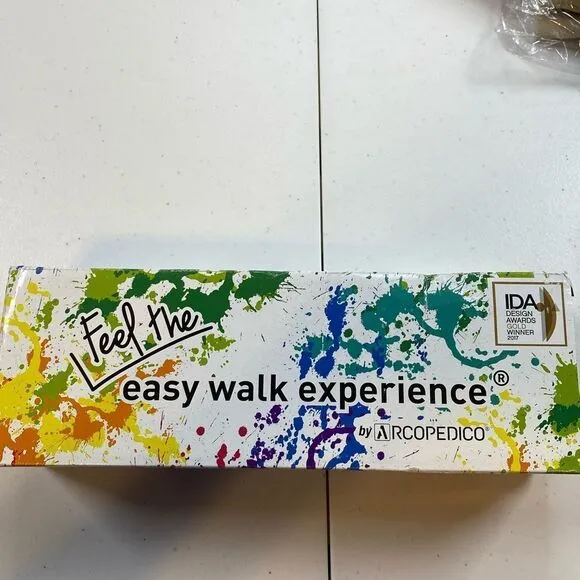 Feel the
easy walk experience®
by ARCOPEDICO®
IDA
DESIGN
AWARDS
GOLD
WINNER
2017